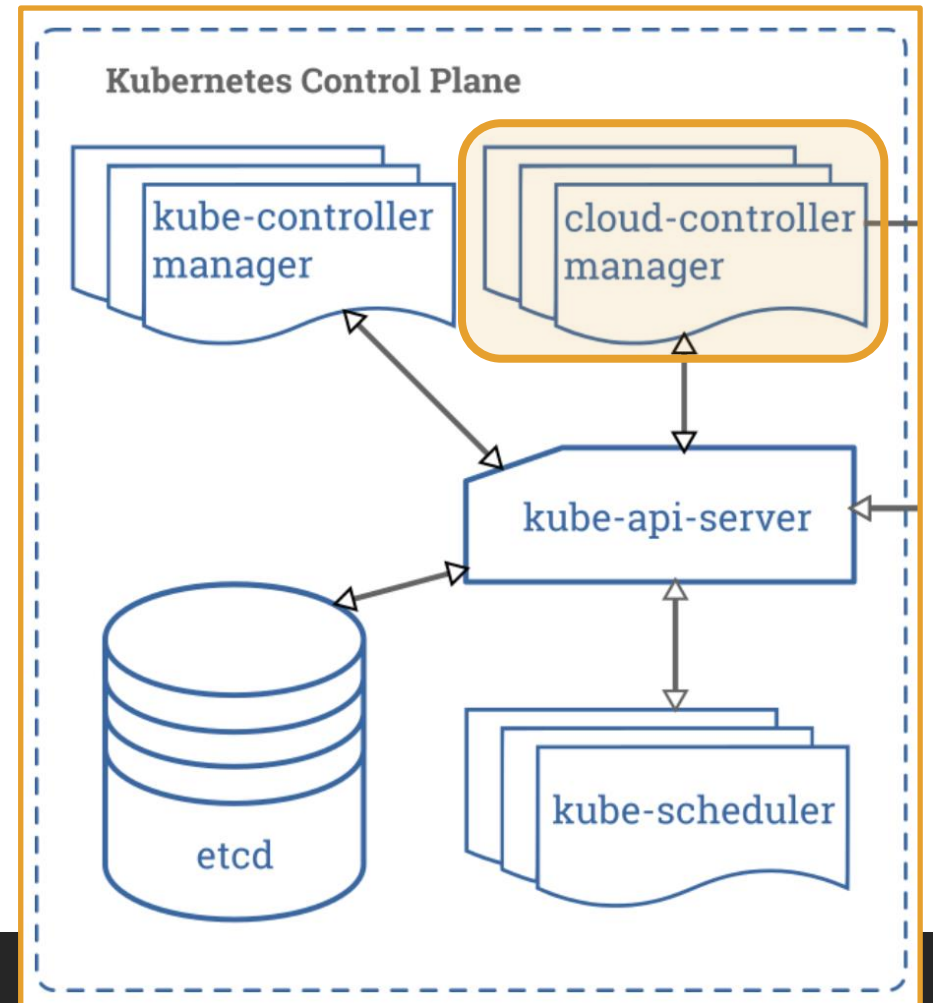 Kubernetes Control Plane
kube-controller
manager
cloud-controller
manager
kube-api-server
kube-scheduler
etcd